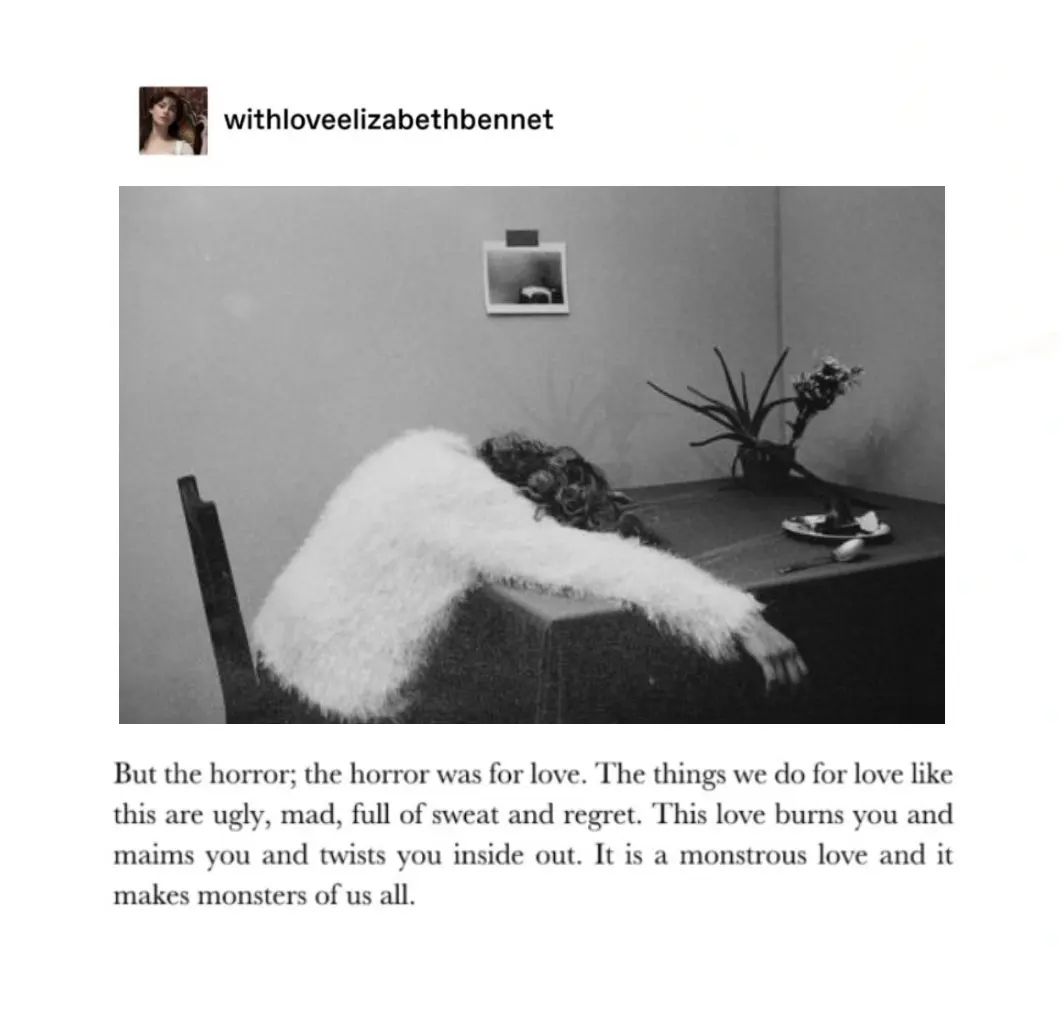 withloveelizabethbennet
But the horror; the horror was for love. The things we do for love like
this are ugly, mad, full of sweat and regret. This love burns you and
maims you and twists you inside out. It is a monstrous love and it
makes monsters of us all.